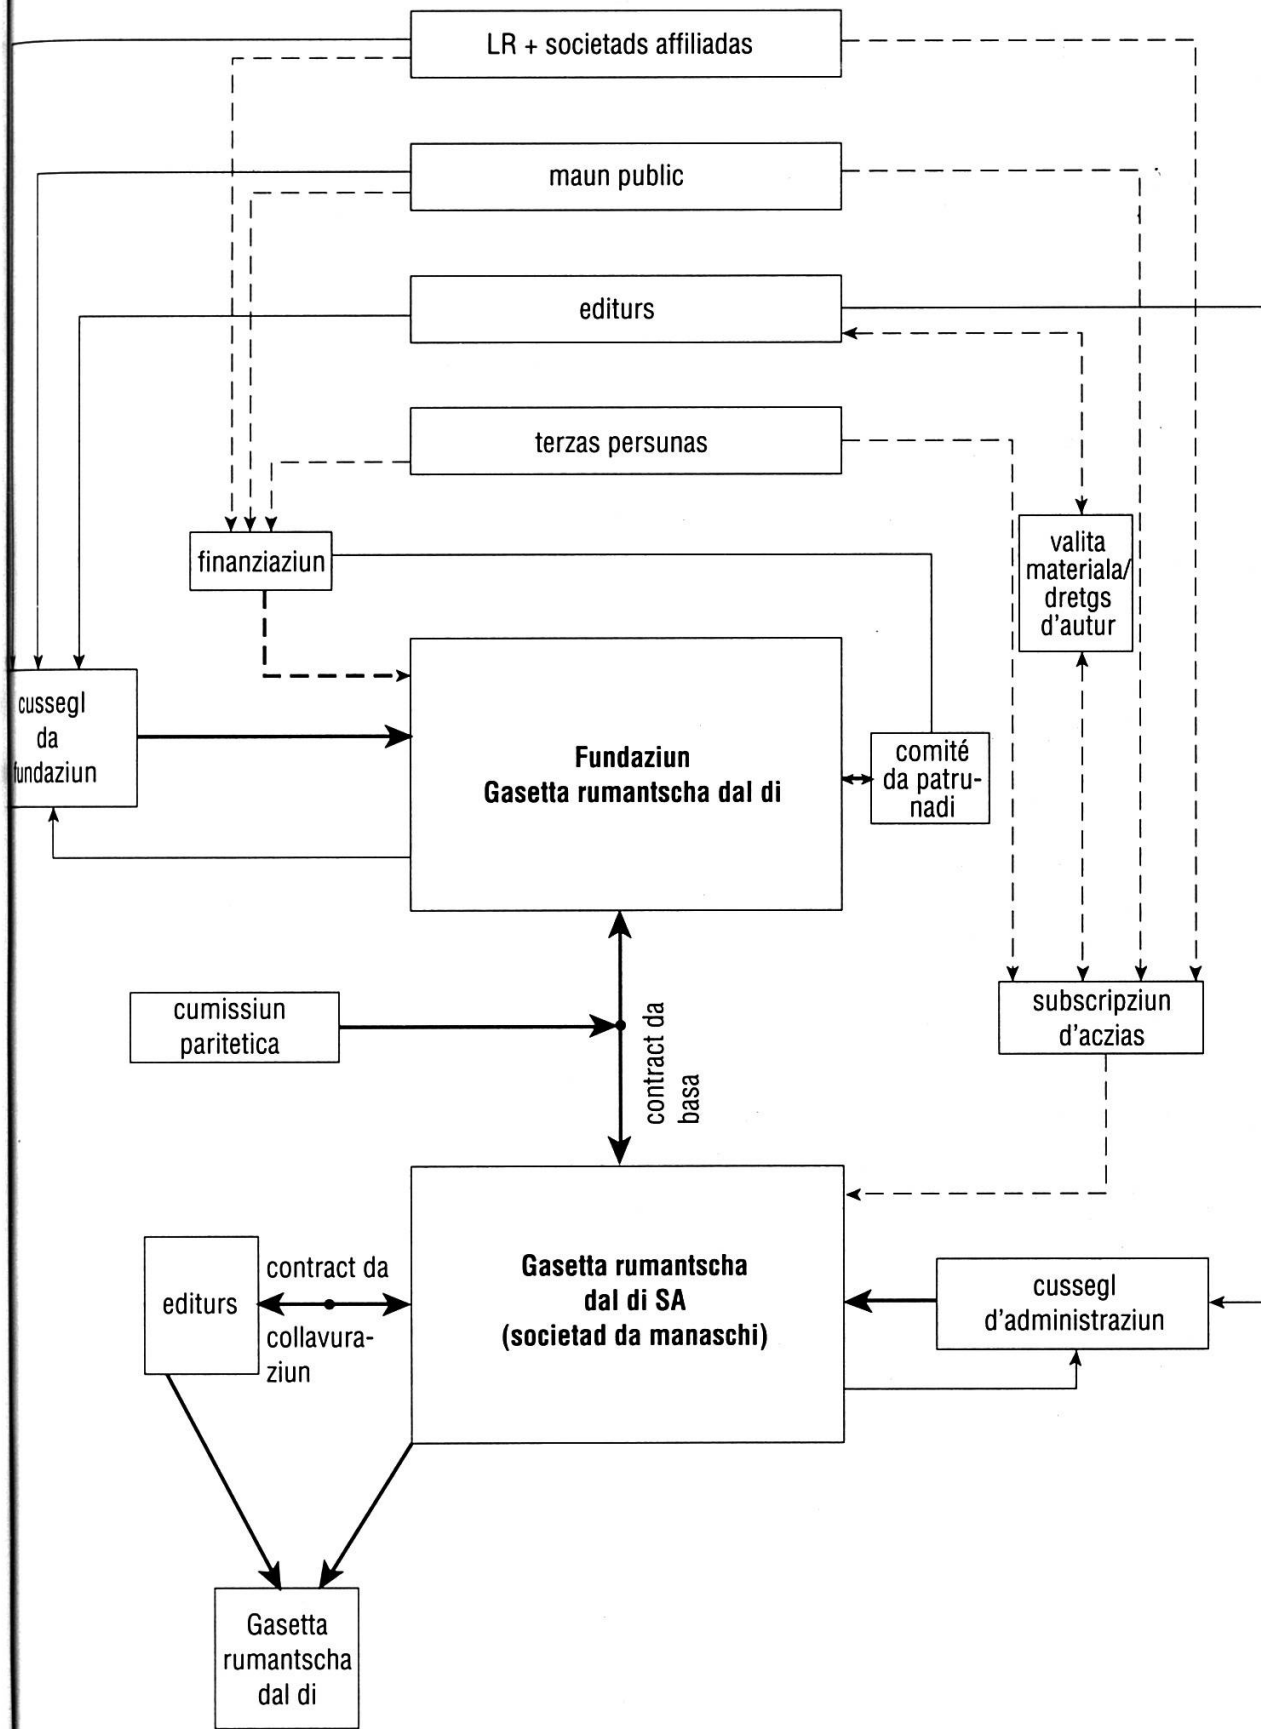 LR + societads affiliadas
maun public
editurs
terzas persunas
finanziaziun
valita
materiala/
dretgs
d'autur
cussegl
da
fundaziun
Fundaziun
Gasetta rumantscha dal di
comité
da patru-
nadi
cumissiun
paritetica
contract da
basa
subscripziun
d'aczias
editurs
contract da
collavura-
ziun
Gasetta rumantscha
dal di SA
(societad da manaschi)
cussegl
d'administraziun
Gasetta
rumantscha
dal di